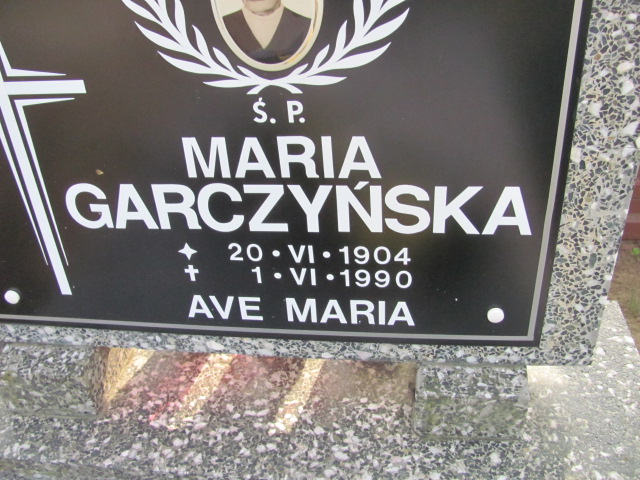 Ś. P.
MARIA
GARCZYŃSKA
20 · VI · 1904
1 · VI · 1990
AVE MARIA